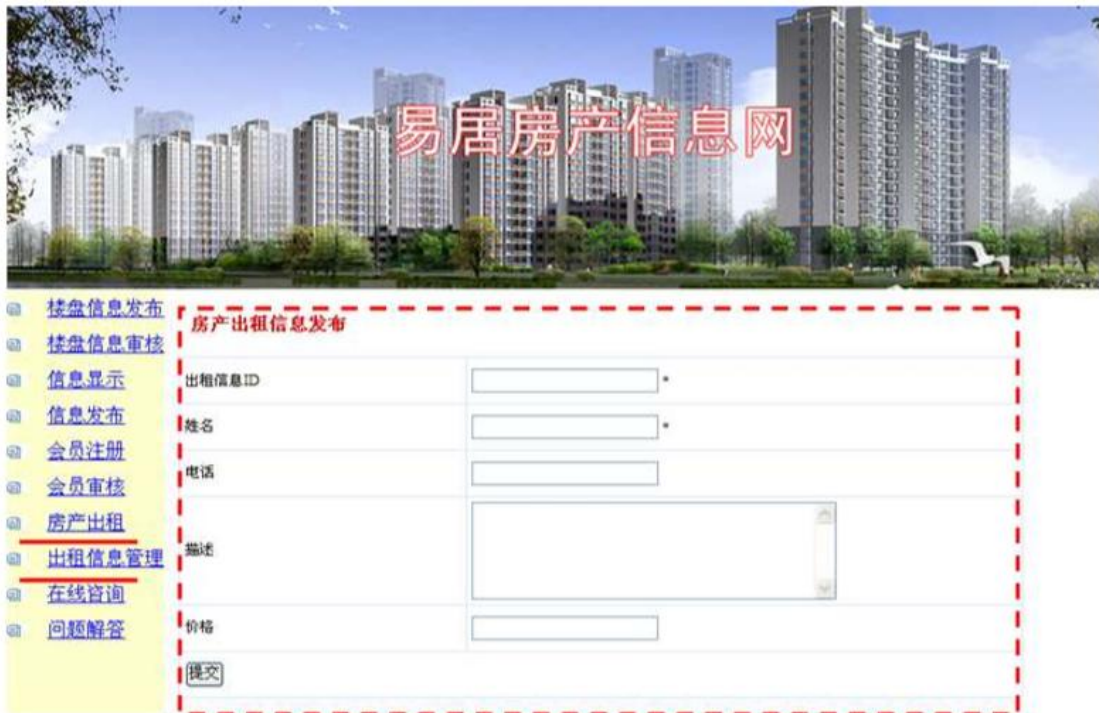 易居房产信息网
楼盘信息发布
楼盘信息审核
信息显示
信息发布
会员注册
会员审核
房产出租
出租信息管理
在线咨询
问题解答
房产出租信息发布
出租信息ID *
姓名 *
电话
描述
价格
提交